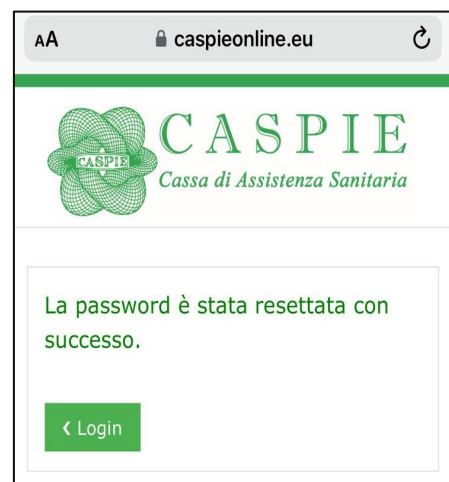 AA caspieonline.eu
CASPIE
CASPIE
Cassa di Assistenza Sanitaria
La password è stata resettata con
successo.
‹ Login